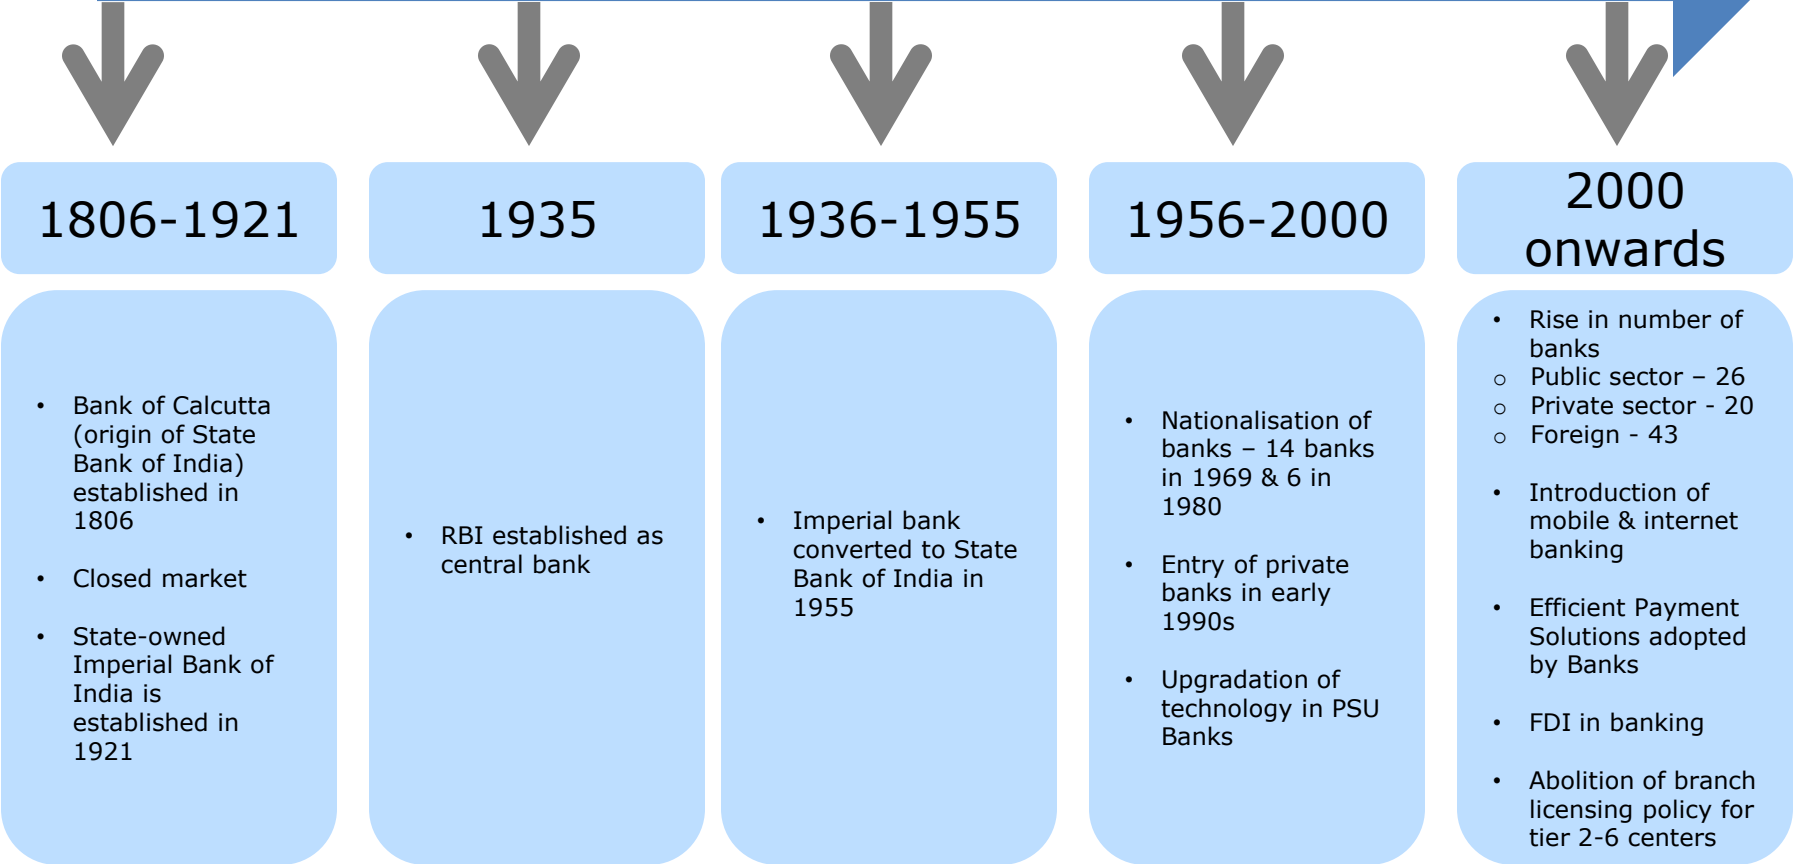 1806-1921
• Bank of Calcutta
(origin of State
Bank of India)
established in
1806
• Closed market
• State-owned
Imperial Bank of
India is
established in
1921
1935
• RBI established as
central bank
1936-1955
• Imperial bank
converted to State
Bank of India in
1955
1956-2000
• Nationalisation of
banks – 14 banks
in 1969 & 6 in
1980
• Entry of private
banks in early
1990s
• Upgradation of
technology in PSU
Banks
2000
onwards
• Rise in number of
banks
o Public sector – 26
o Private sector - 20
o Foreign - 43
• Introduction of
mobile & internet
banking
• Efficient Payment
Solutions adopted
by Banks
• FDI in banking
• Abolition of branch
licensing policy for
tier 2-6 centers